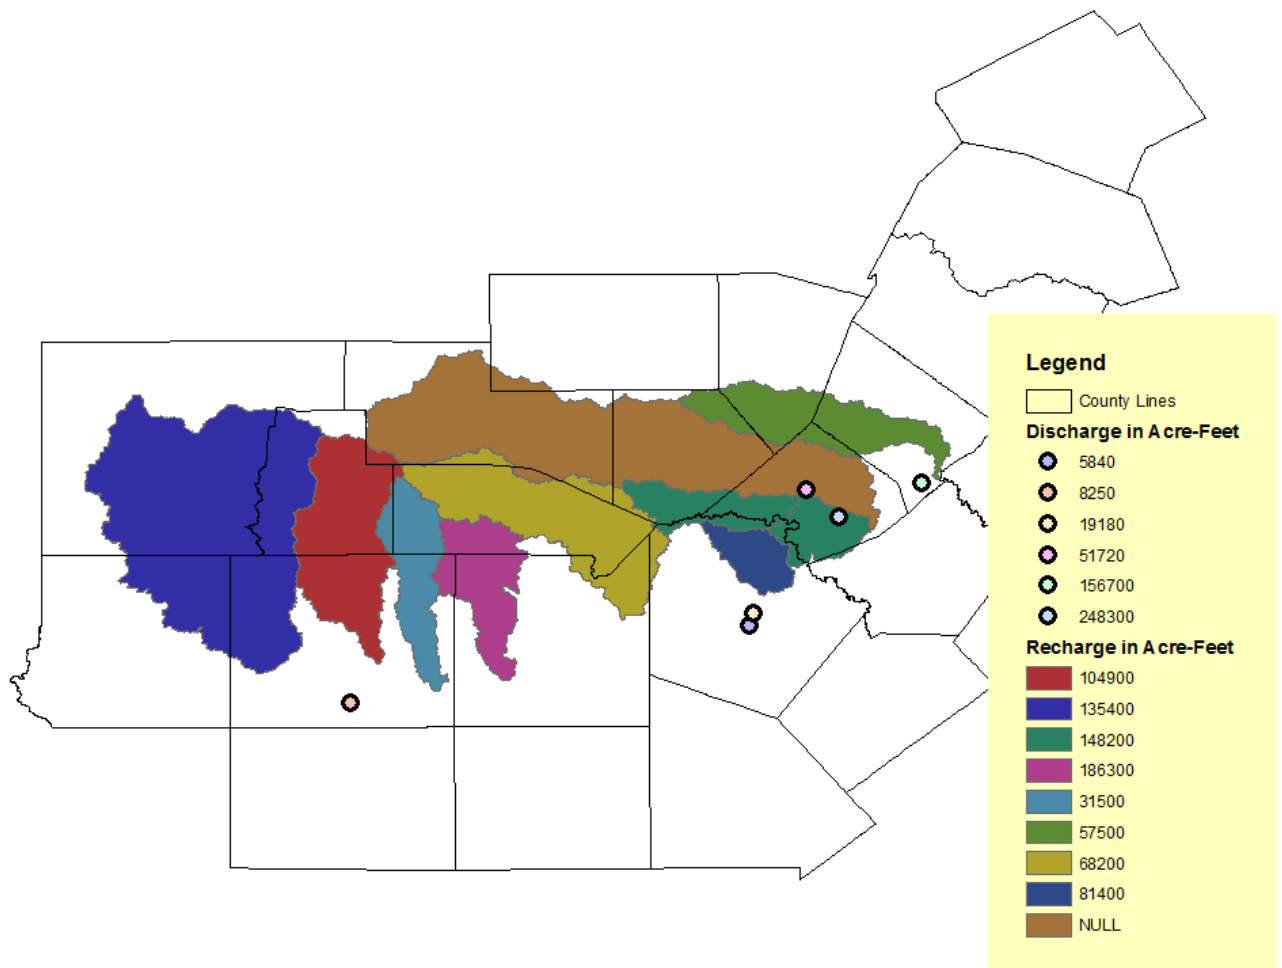 Legend
County Lines
Discharge in Acre-Feet
5840
8250
19180
51720
156700
248300
Recharge in Acre-Feet
104900
135400
148200
186300
31500
57500
68200
81400
NULL